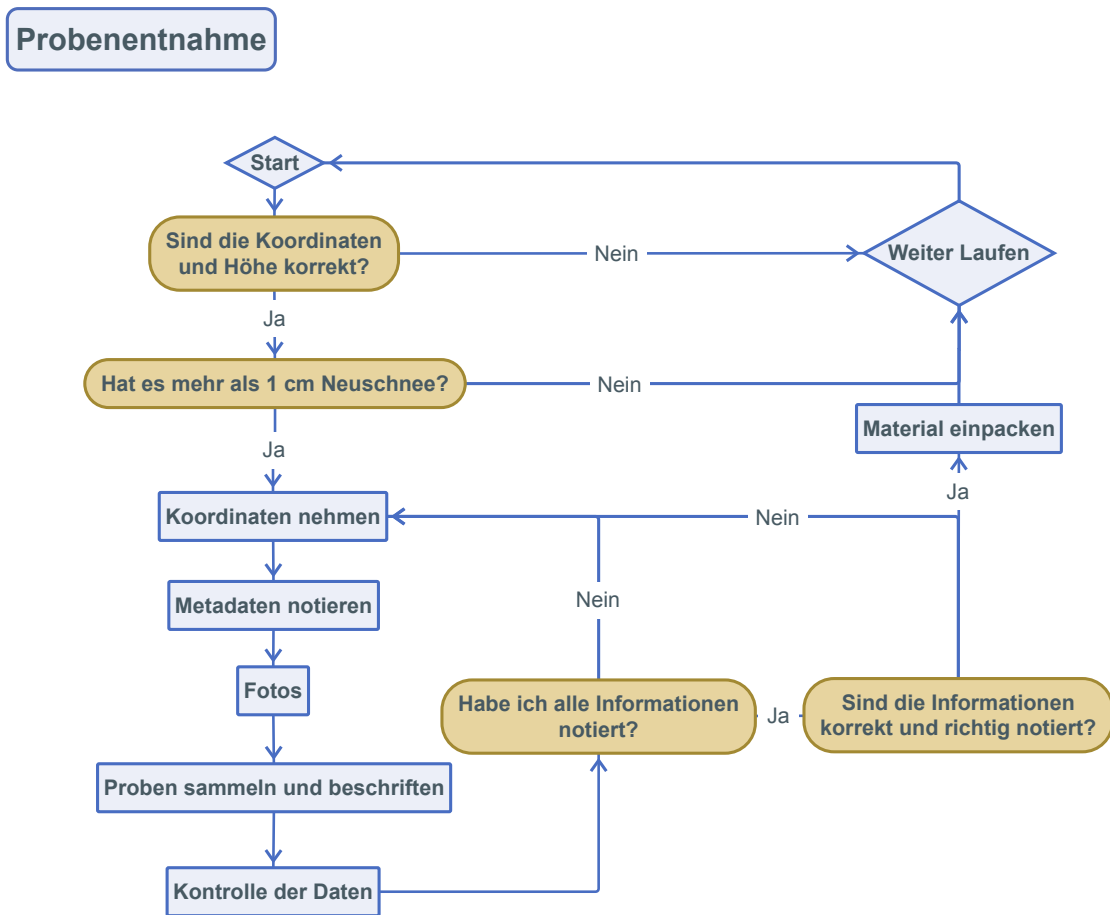 Probenentnahme
Start
Sind die Koordinaten
und Höhe korrekt?
Nein
Weiter Laufen
Ja
Hat es mehr als 1 cm Neuschnee?
Nein
Material einpacken
Ja
Ja
Koordinaten nehmen
Nein
Metadaten notieren
Nein
Fotos
Habe ich alle Informationen
notiert?
Ja
Sind die Informationen
korrekt und richtig notiert?
Proben sammeln und beschriften
Kontrolle der Daten